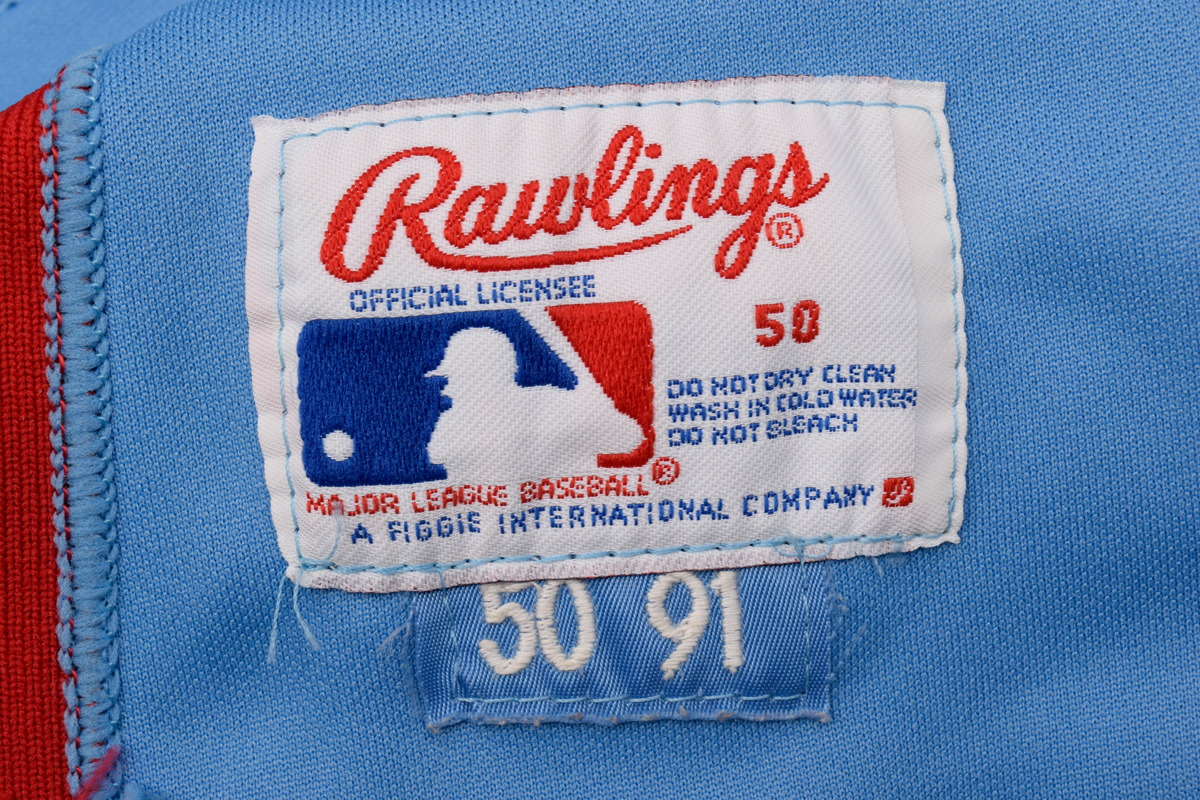 Rawlings®
OFFICIAL LICENSEE
50
DO NOT DRY CLEAN
WASH IN COLD WATER
DO NOT BLEACH
MAJOR LEAGUE BASEBALL®
A FIGGIE INTERNATIONAL COMPANY
50 91